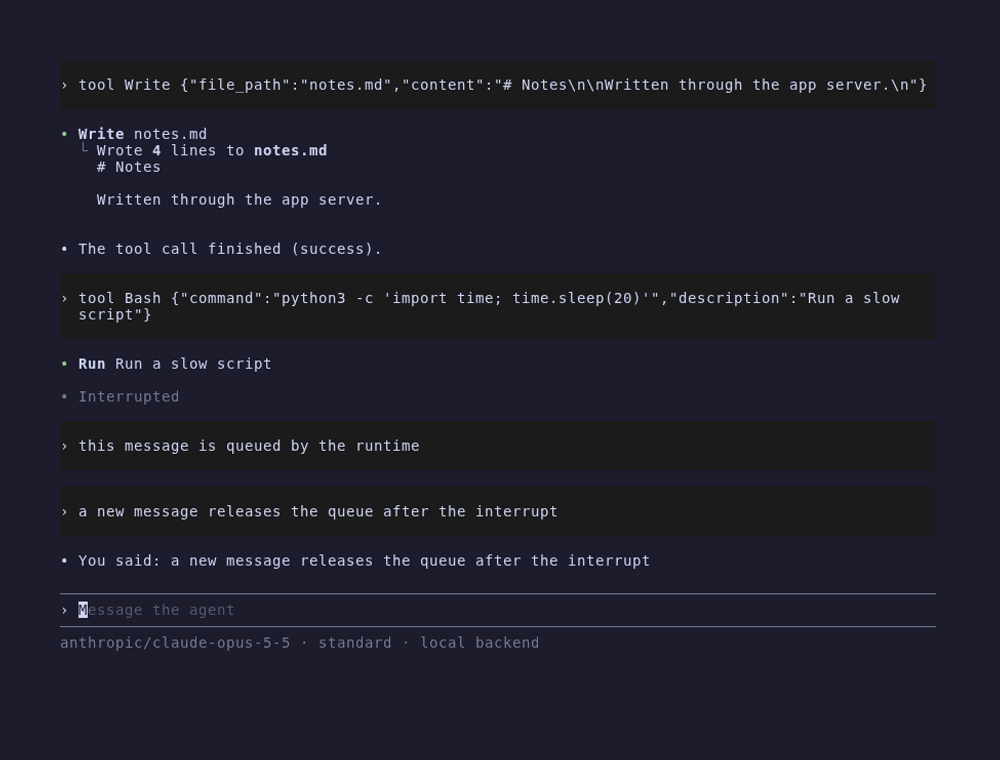 › tool Write {"file_path":"notes.md","content":"# Notes\n\nWritten through the app server.\n"}
• Write notes.md
└ Wrote 4 lines to notes.md
# Notes
Written through the app server.
• The tool call finished (success).
› tool Bash {"command":"python3 -c 'import time; time.sleep(20)'","description":"Run a slow
script"}
• Run Run a slow script
• Interrupted
› this message is queued by the runtime
› a new message releases the queue after the interrupt
• You said: a new message releases the queue after the interrupt
› Message the agent
anthropic/claude-opus-5-5 · standard · local backend